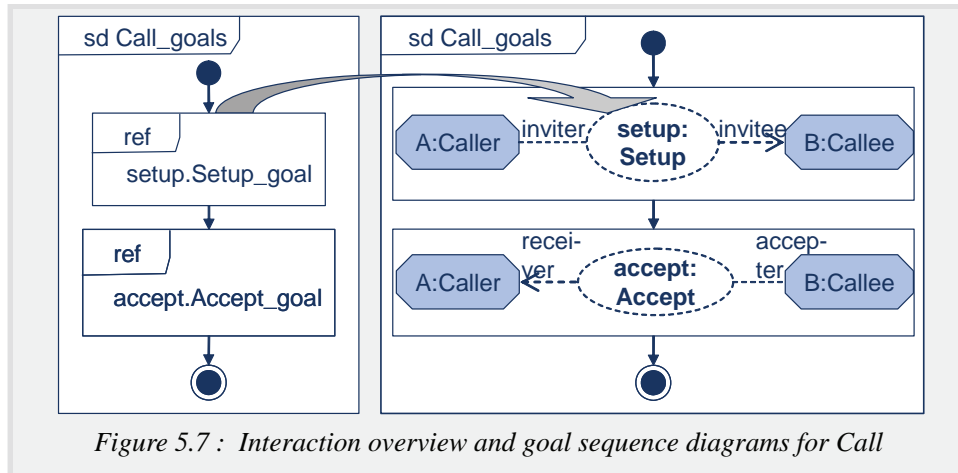 sd Call_goals
ref
setup.Setup_goal
ref
accept.Accept_goal
sd Call_goals
A:Caller
inviter
setup:
Setup
invitee
B:Callee
A:Caller
recei-
ver
accept:
Accept
accep-
ter
B:Callee
Figure 5.7 : Interaction overview and goal sequence diagrams for Call